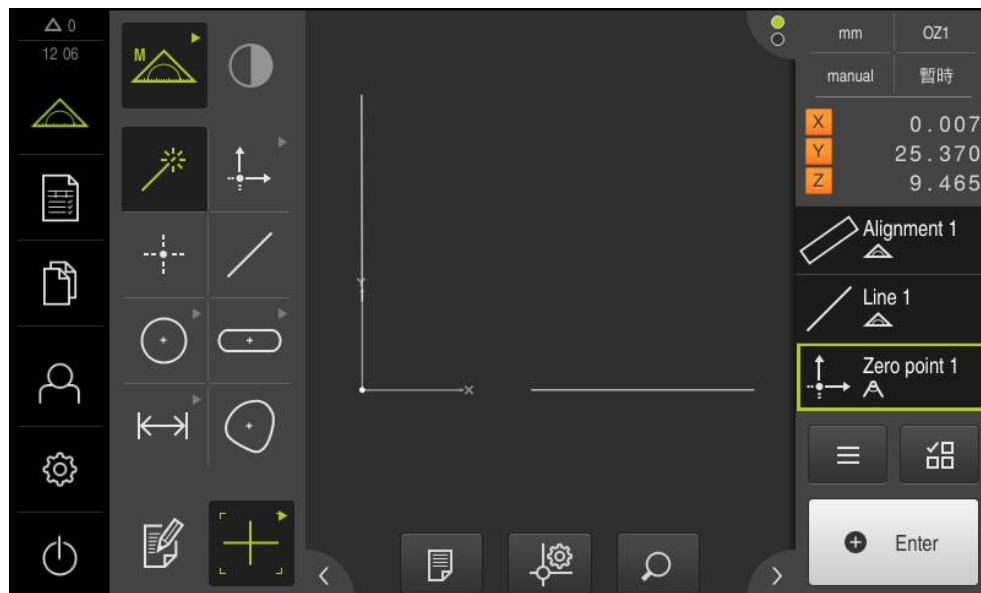 0
12 06
M
mm
OZ1
manual
暫時
X 0.007
Y 25.370
Z 9.465
Alignment 1
Line 1
Zero point 1
Y
X
Enter